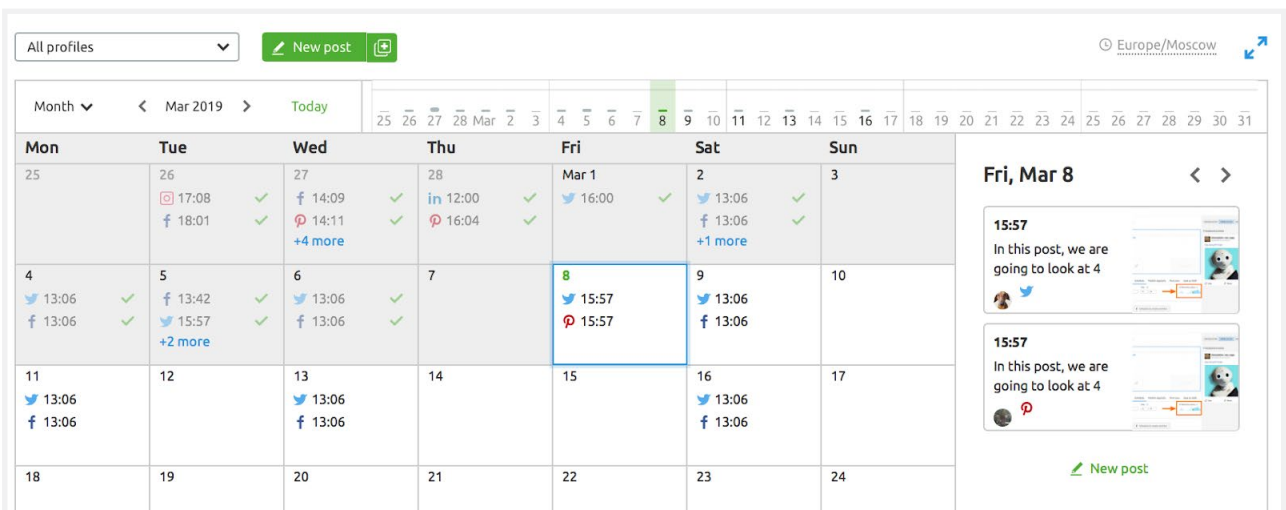 All profiles
New post
Europe/Moscow
Month
Mar 2019
Today
25 26 27 28 Mar 2 3 4 5 6 7 8 9 10 11 12 13 14 15 16 17 18 19 20 21 22 23 24 25 26 27 28 29 30 31
Mon Tue Wed Thu Fri Sat Sun
25 26 27 28 Mar 1 2 3
17:08 14:09 in 12:00 16:00 13:06
f 18:01 14:11 16:04 f 13:06
+4 more +1 more
4 5 6 7 8 9 10
13:06 f 13:42 13:06 15:57 13:06
f 13:06 15:57 f 13:06 15:57 f 13:06
+2 more
11 12 13 14 15 16 17
13:06 13:06 13:06
f 13:06 f 13:06 f 13:06
18 19 20 21 22 23 24
Fri, Mar 8
15:57
In this post, we are
going to look at 4
15:57
In this post, we are
going to look at 4
New post